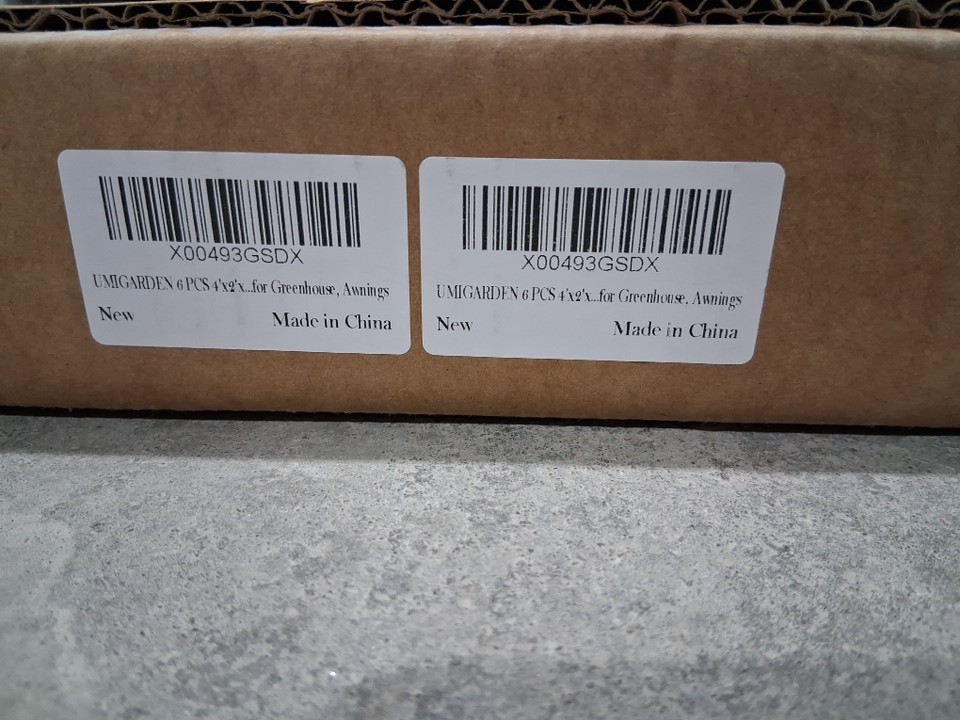 X00493GSDX
UMIGARDEN 6 PCS 4'x2'x...for Greenhouse, Awnings
New Made in China
X00493GSDX
UMIGARDEN 6 PCS 4'x2'x...for Greenhouse, Awnings
New Made in China